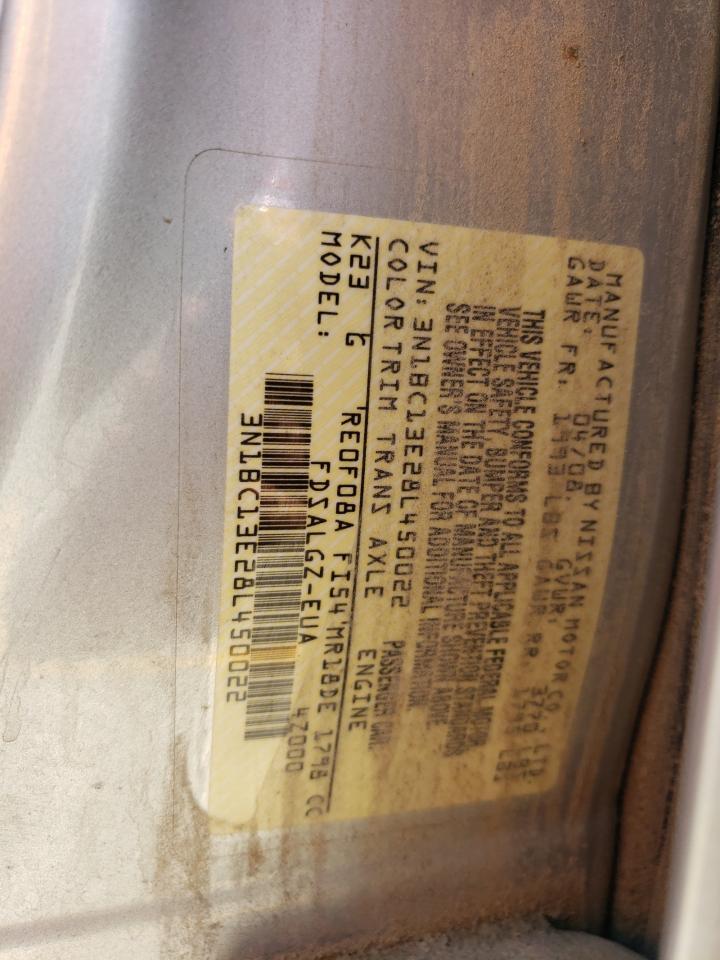 MANUFACTURED BY NISSAN MOTOR CO., LTD.
DATE: 04/08. GVWR: 3770 LBS
GAWR FR: 1993 LBS GAWR RR. LBS
THIS VEHICLE CONFORMS TO ALL APPLICABLE FEDERAL MOTOR
VEHICLE SAFETY, BUMPER AND THEFT PREVENTION STANDARDS
IN EFFECT ON THE DATE OF MANUFACTURE SHOWN ABOVE
SEE OWNER'S MANUAL FOR ADDITIONAL INFORMATION
VIN: 3N1BC13E28L450022 PASSENGER CAR
COLOR TRIM TRANS AXLE ENGINE
K23 G 'RE0F08A FI54'MR18DE 1798 CC
MODEL: FDSALGZ-EUA 4Z000
3N1BC13E28L450022